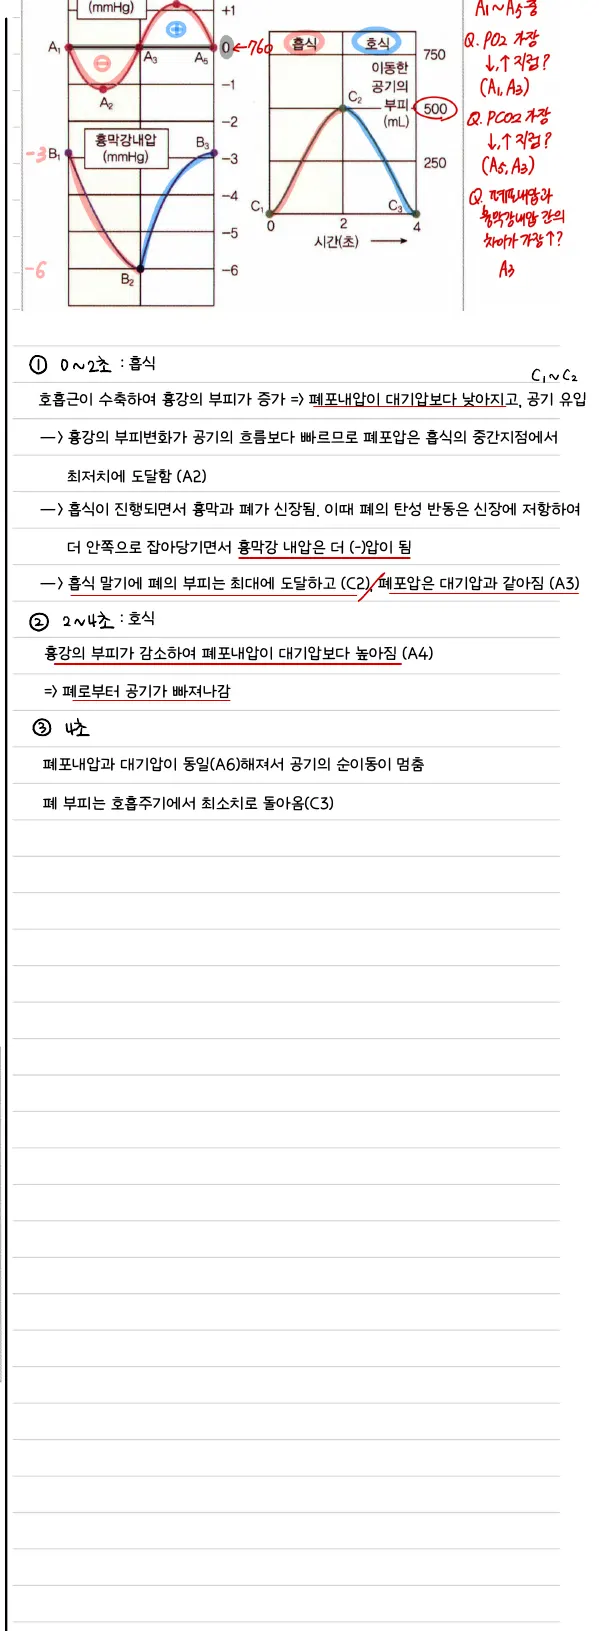 (mmHg)
+1
A₁
A₂
A₃
A₅
0 ← 760
−1
−2
−3
−4
−5
−6
흉막강내압
(mmHg)
B₁
B₂
B₃
-3
-6
흡식
호식
이동한
공기의
부피
(mL)
750
500
250
C₁
C₂
C₃
0
2
4
시간(초)
A₁~A₅ 중
Q. PO2 가장
↓,↑ 지점?
(A₁, A₃)
Q. PCO2 가장
↓,↑ 지점?
(A₅, A₃)
Q. 폐포내압과
흉막강내압 간의
차이가 가장↑?
A₃
① 0~2초 : 흡식
C₁~C₂
호흡근이 수축하여 흉강의 부피가 증가 => 폐포내압이 대기압보다 낮아지고, 공기 유입
—> 흉강의 부피변화가 공기의 흐름보다 빠르므로 폐포압은 흡식의 중간지점에서
최저치에 도달함 (A2)
—> 흡식이 진행되면서 흉막과 폐가 신장됨. 이때 폐의 탄성 반동은 신장에 저항하여
더 안쪽으로 잡아당기면서 흉막강 내압은 더 (-)압이 됨
—> 흡식 말기에 폐의 부피는 최대에 도달하고 (C2), 폐포압은 대기압과 같아짐 (A3)
② 2~4초 : 호식
흉강의 부피가 감소하여 폐포내압이 대기압보다 높아짐 (A4)
=> 폐로부터 공기가 빠져나감
③ 4초
폐포내압과 대기압이 동일(A6)해져서 공기의 순이동이 멈춤
폐 부피는 호흡주기에서 최소치로 돌아옴(C3)